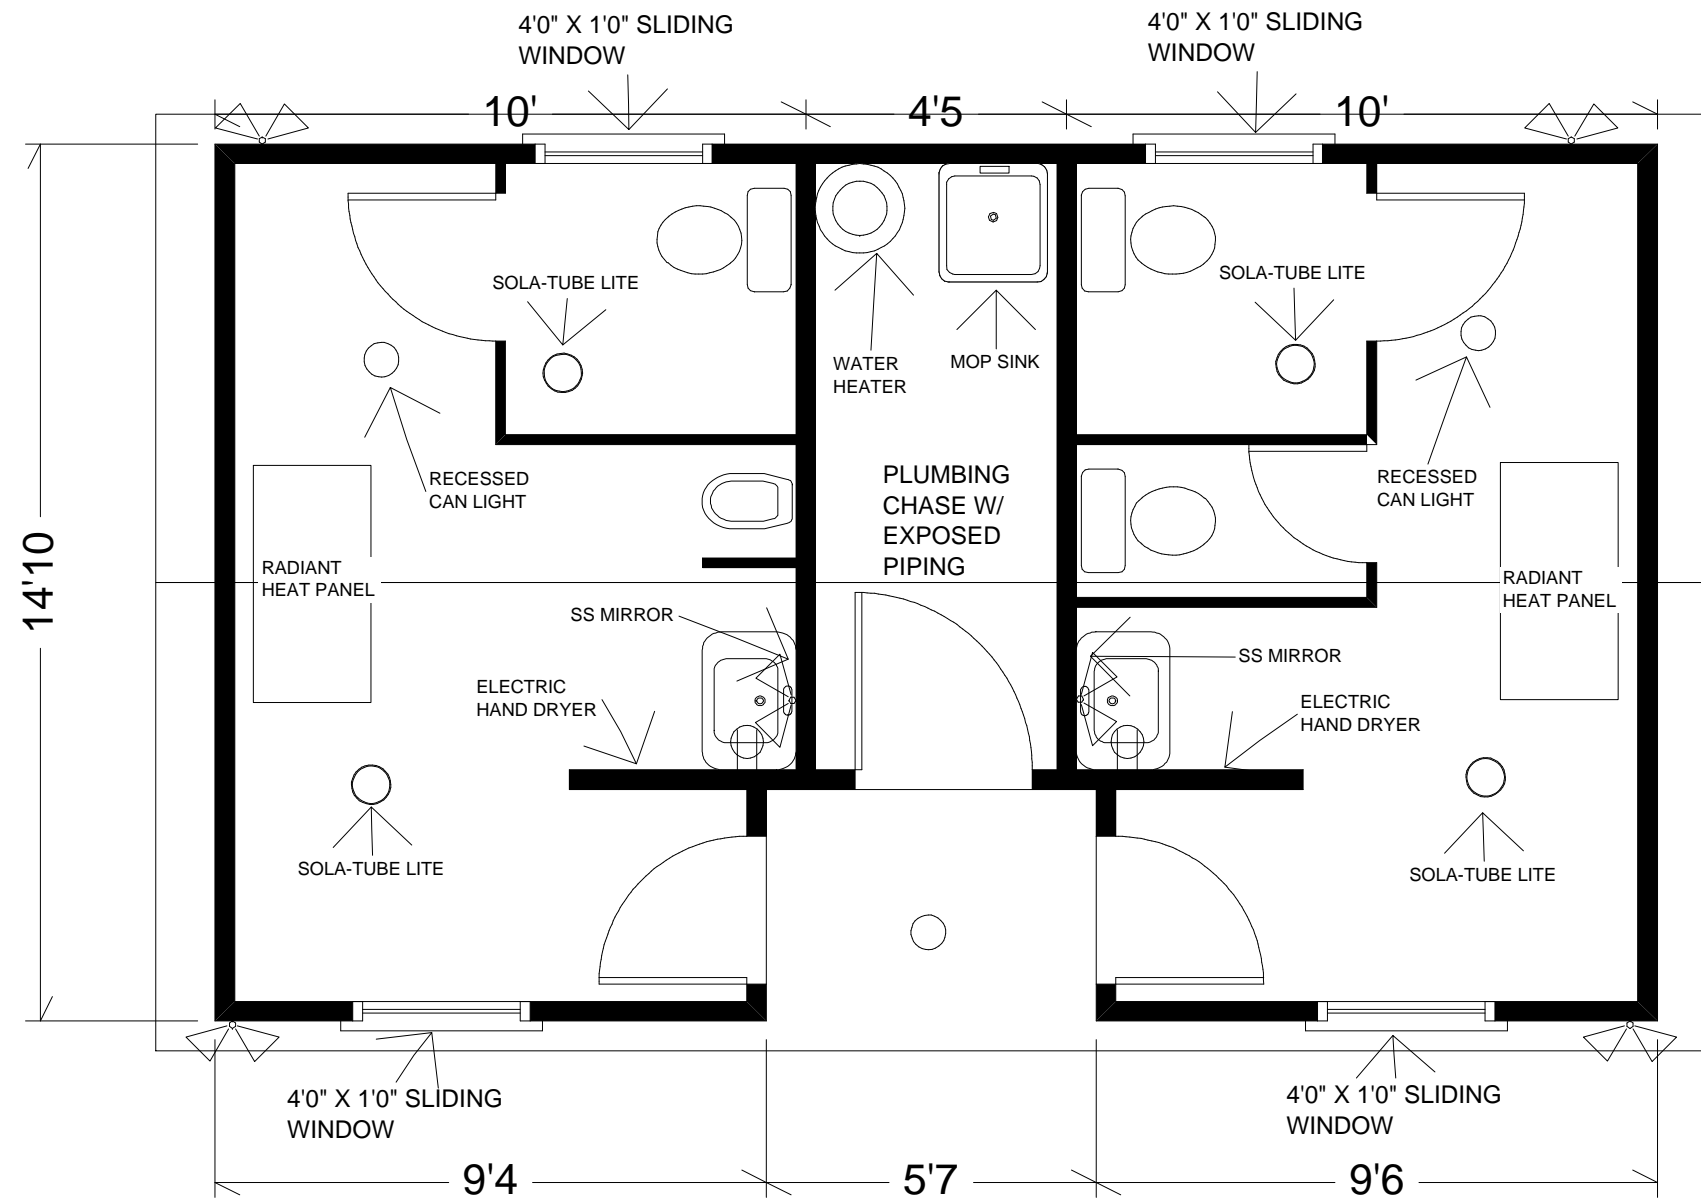 4'0" X 1'0" SLIDING
WINDOW
4'0" X 1'0" SLIDING
WINDOW
10'
4'5
10'
SOLA-TUBE LITE
SOLA-TUBE LITE
WATER
HEATER
MOP SINK
RECESSED
CAN LIGHT
PLUMBING
CHASE W/
EXPOSED
PIPING
RECESSED
CAN LIGHT
14'10
RADIANT
HEAT PANEL
RADIANT
HEAT PANEL
SS MIRROR
SS MIRROR
ELECTRIC
HAND DRYER
ELECTRIC
HAND DRYER
SOLA-TUBE LITE
SOLA-TUBE LITE
4'0" X 1'0" SLIDING
WINDOW
4'0" X 1'0" SLIDING
WINDOW
9'4
5'7
9'6